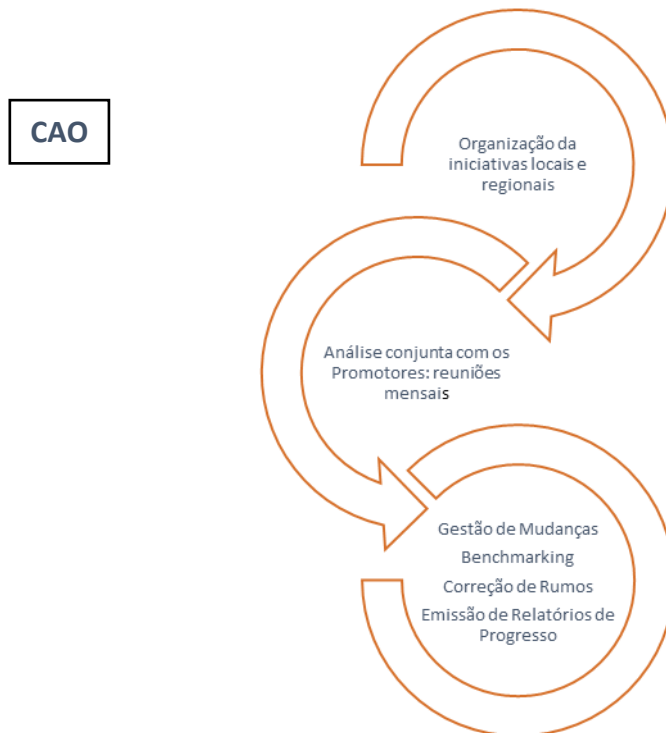 CAO
Organização da
iniciativas locais e
regionais
Análise conjunta com os
Promotores: reuniões
mensais
Gestão de Mudanças
Benchmarking
Correção de Rumos
Emissão de Relatórios de
Progresso